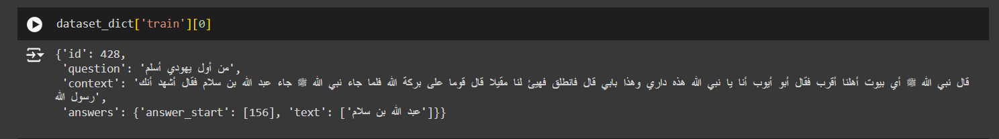 dataset_dict['train'][0]
{'id': 428,
'question': 'من أول يهودي أسلم',
'context': 'قال نبي الله ﷺ أي بيوت أهلنا أقرب فقال أبو أيوب أنا يا نبي الله هذه داري وهذا بابي قال فانطلق فهيئ لنا مقيلا قال قوما على بركة الله فلما جاء نبي الله ﷺ جاء عبد الله بن سلام فقال أشهد أنك
رسول الله',
'answers': {'answer_start': [156], 'text': ['عبد الله بن سلام']}}